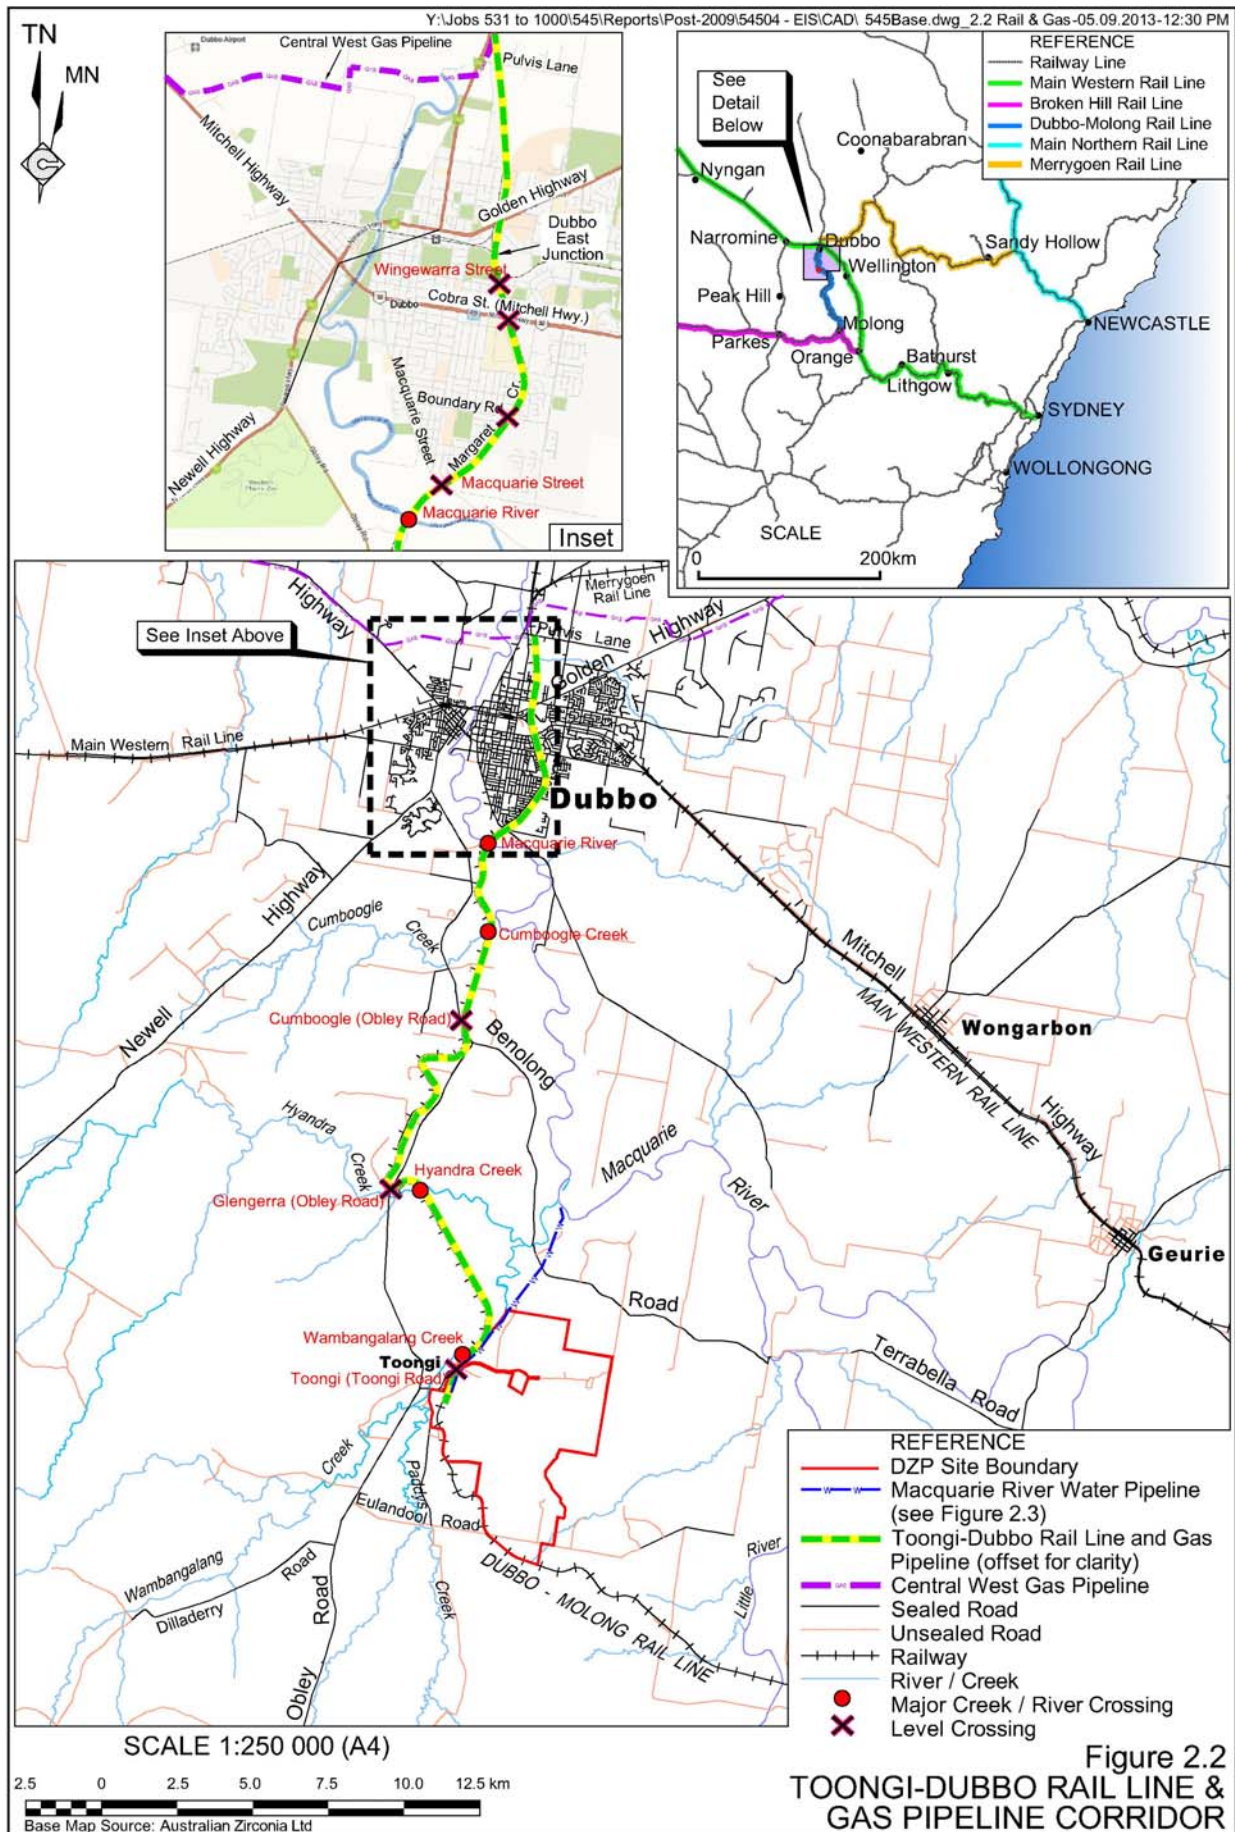 Y:\Jobs 531 to 1000\545\Reports\Post-2009\54504 - EIS\CAD\ 545Base.dwg_2.2 Rail & Gas-05.09.2013-12:30 PM
TN
MN
Dubbo Airport
Central West Gas Pipeline
Pulvis Lane
Mitchell Highway
Golden Highway
Dubbo
East
Junction
Wingewarra Street
Cobra St. (Mitchell Hwy.)
Dubbo
Macquarie Street
Boundary Rd.
Margaret Cr.
Newell Highway
Obley Rd
Macquarie Street
Macquarie River
Inset
See
Detail
Below
REFERENCE
Railway Line
Main Western Rail Line
Broken Hill Rail Line
Dubbo-Molong Rail Line
Main Northern Rail Line
Merrygoen Rail Line
Coonabarabran
Nyngan
Narromine
Dubbo
Sandy Hollow
Wellington
Peak Hill
Molong
NEWCASTLE
Parkes
Orange
Bathurst
Lithgow
SYDNEY
WOLLONGONG
SCALE
0
200km
See Inset Above
Highway
Merrygoen
Rail Line
Pulvis Lane
Golden Highway
Main Western Rail Line
Dubbo
Macquarie River
Newell Highway
Cumboogie Creek
Cumboogle Creek
Mitchell Highway
MAIN WESTERN RAIL LINE
Wongarbon
Cumboogle (Obley Road)
Benolong Road
Hyandra Creek
Macquarie River
Hyandra Creek
Glengerra (Obley Road)
Geurie
Wambangalang Creek
Toongi
Toongi (Toongi Road)
Terrabella Road
Paddys Creek
Eulandool Road
Wambangalang Creek
Dilladerry Road
Obley Road
DUBBO - MOLONG RAIL LINE
Little River
REFERENCE
DZP Site Boundary
Macquarie River Water Pipeline
(see Figure 2.3)
Toongi-Dubbo Rail Line and Gas
Pipeline (offset for clarity)
GAS
Central West Gas Pipeline
Sealed Road
Unsealed Road
Railway
River / Creek
Major Creek / River Crossing
Level Crossing
SCALE 1:250 000 (A4)
2.5 0 2.5 5.0 7.5 10.0 12.5 km
Base Map Source: Australian Zirconia Ltd
Figure 2.2
TOONGI-DUBBO RAIL LINE &
GAS PIPELINE CORRIDOR